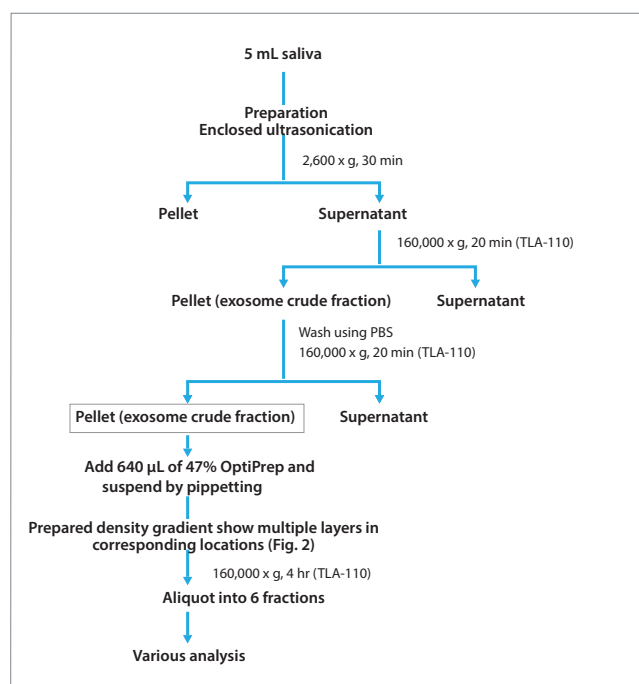 5 mL saliva
Preparation
Enclosed ultrasonication
2,600 x g, 30 min
Pellet
Supernatant
160,000 x g, 20 min (TLA-110)
Pellet (exosome crude fraction)
Supernatant
Wash using PBS
160,000 x g, 20 min (TLA-110)
Pellet (exosome crude fraction)
Supernatant
Add 640 μL of 47% OptiPrep and
suspend by pippetting
Prepared density gradient show multiple layers in
corresponding locations (Fig. 2)
160,000 x g, 4 hr (TLA-110)
Aliquot into 6 fractions
Various analysis